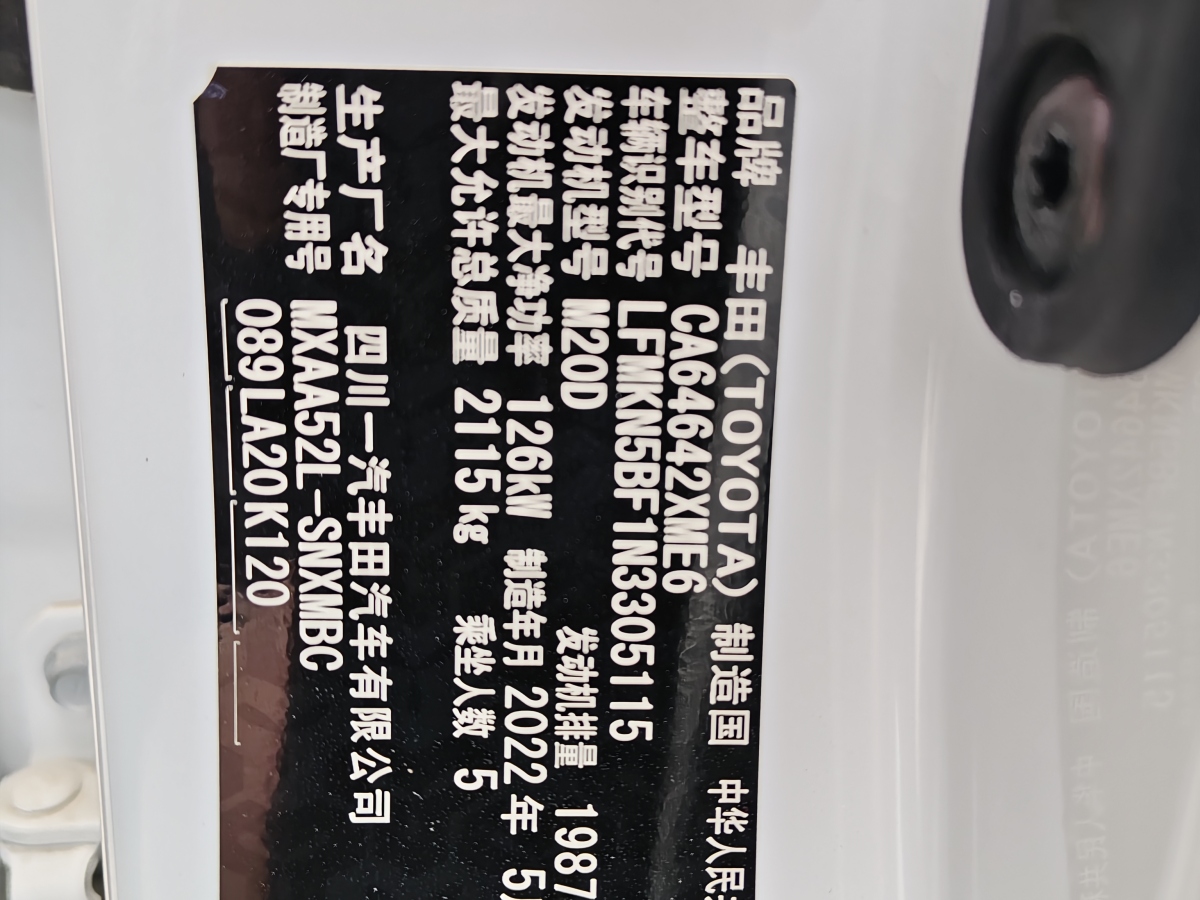 品牌 丰田(TOYOTA) 制造国 中华人民
整车型号 CA64642XME6
车辆识别代号 LFMKN5BF1N3305115
发动机型号 M20D 发动机排量 1987
发动机最大净功率 126kW 制造年月 2022年 5
最大允许总质量 2115kg 乘坐人数 5
生产厂名 四川一汽丰田汽车有限公司
制造厂专用号 MXAA52L-SNXMBC
089LA20K120